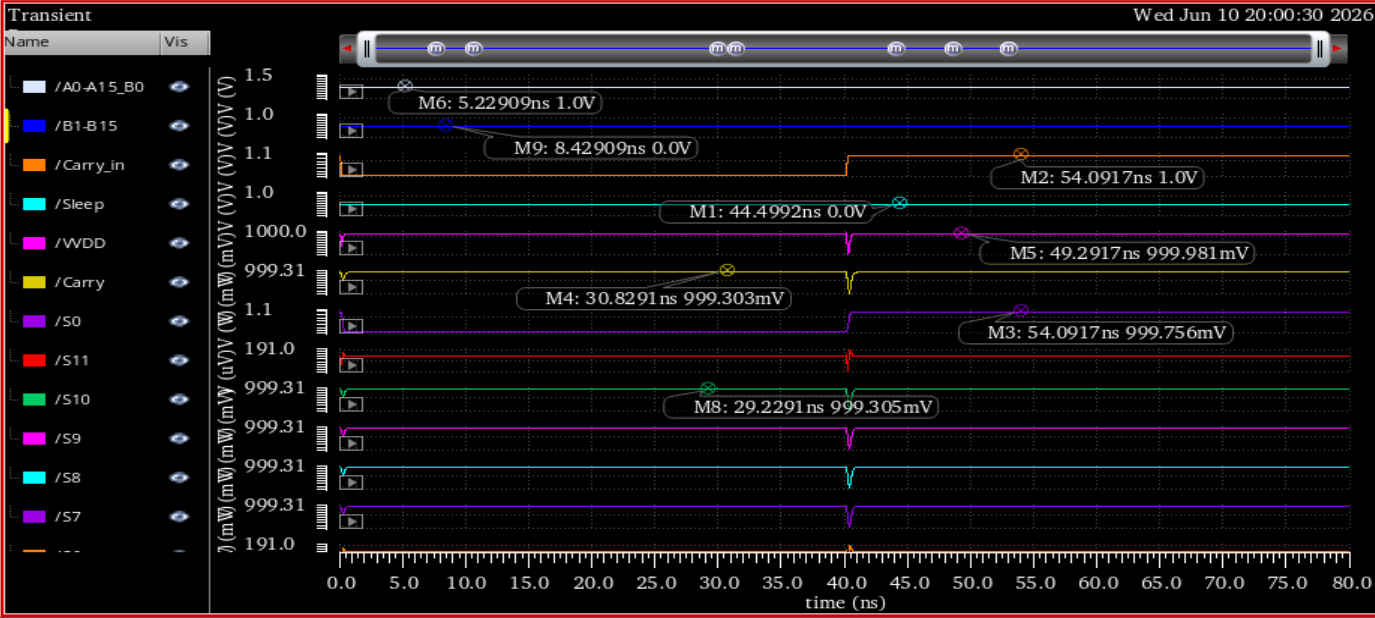 Transient
Wed Jun 10 20:00:30 2026
Name Vis
/A0-A15_B0
/B1-B15
/Carry_in
/Sleep
/VVDD
/Carry
/S0
/S11
/S10
/S9
/S8
/S7
1.5
1.0
1.1
1.0
1000.0
999.31
1.1
191.0
999.31
999.31
999.31
999.31
191.0
M6: 5.22909ns 1.0V
M9: 8.42909ns 0.0V
M2: 54.0917ns 1.0V
M1: 44.4992ns 0.0V
M5: 49.2917ns 999.981mV
M4: 30.8291ns 999.303mV
M3: 54.0917ns 999.756mV
M8: 29.2291ns 999.305mV
0.0 5.0 10.0 15.0 20.0 25.0 30.0 35.0 40.0 45.0 50.0 55.0 60.0 65.0 70.0 75.0 80.0
time (ns)